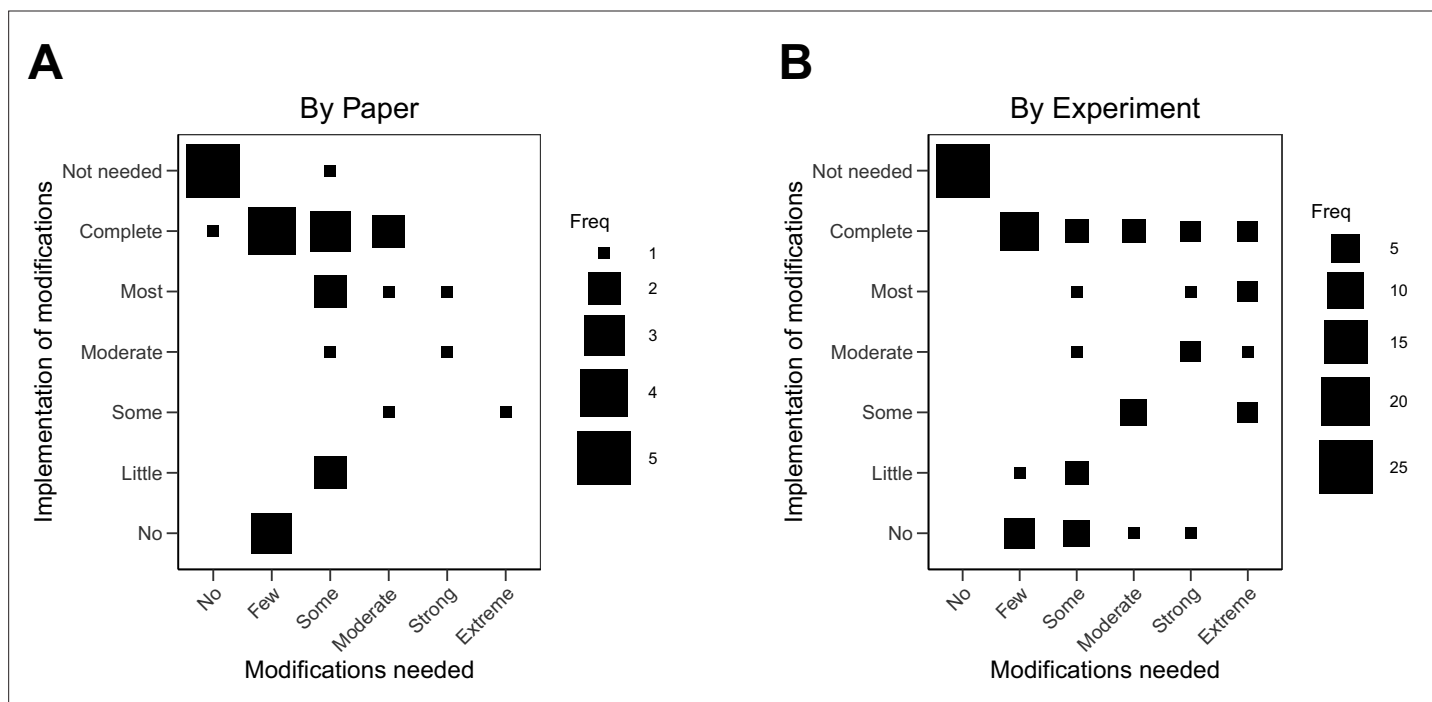 A
By Paper
Implementation of modifications
Not needed
Complete
Most
Moderate
Some
Little
No
No
Few
Some
Moderate
Strong
Extreme
Modifications needed
Freq
1
2
3
4
5
B
By Experiment
Implementation of modifications
Not needed
Complete
Most
Moderate
Some
Little
No
No
Few
Some
Moderate
Strong
Extreme
Modifications needed
Freq
5
10
15
20
25